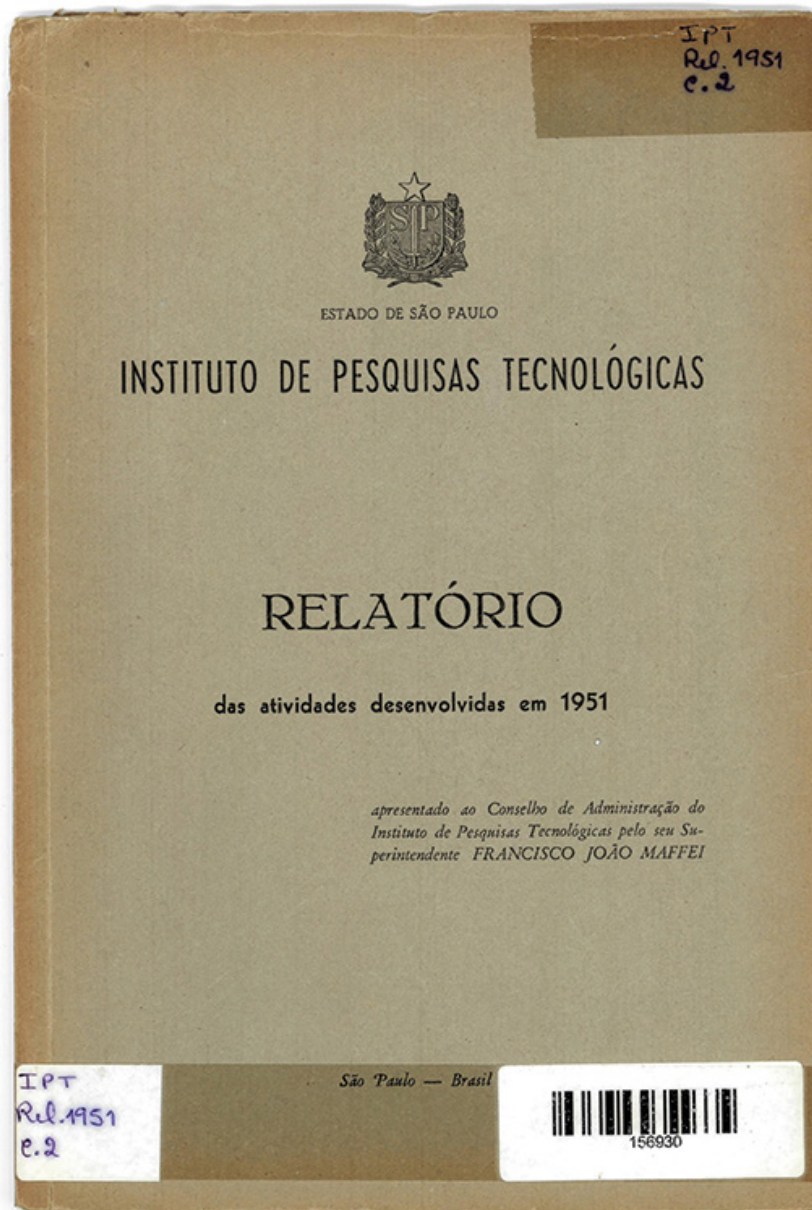 IPT
Rel. 1951
c. 2
SP
ESTADO DE SÃO PAULO
INSTITUTO DE PESQUISAS TECNOLÓGICAS
RELATÓRIO
das atividades desenvolvidas em 1951
apresentado ao Conselho de Administração do
Instituto de Pesquisas Tecnológicas pelo seu Su-
perintendente FRANCISCO JOÃO MAFFEI
São Paulo — Brasil
IPT
Rel. 1951
c. 2
156930